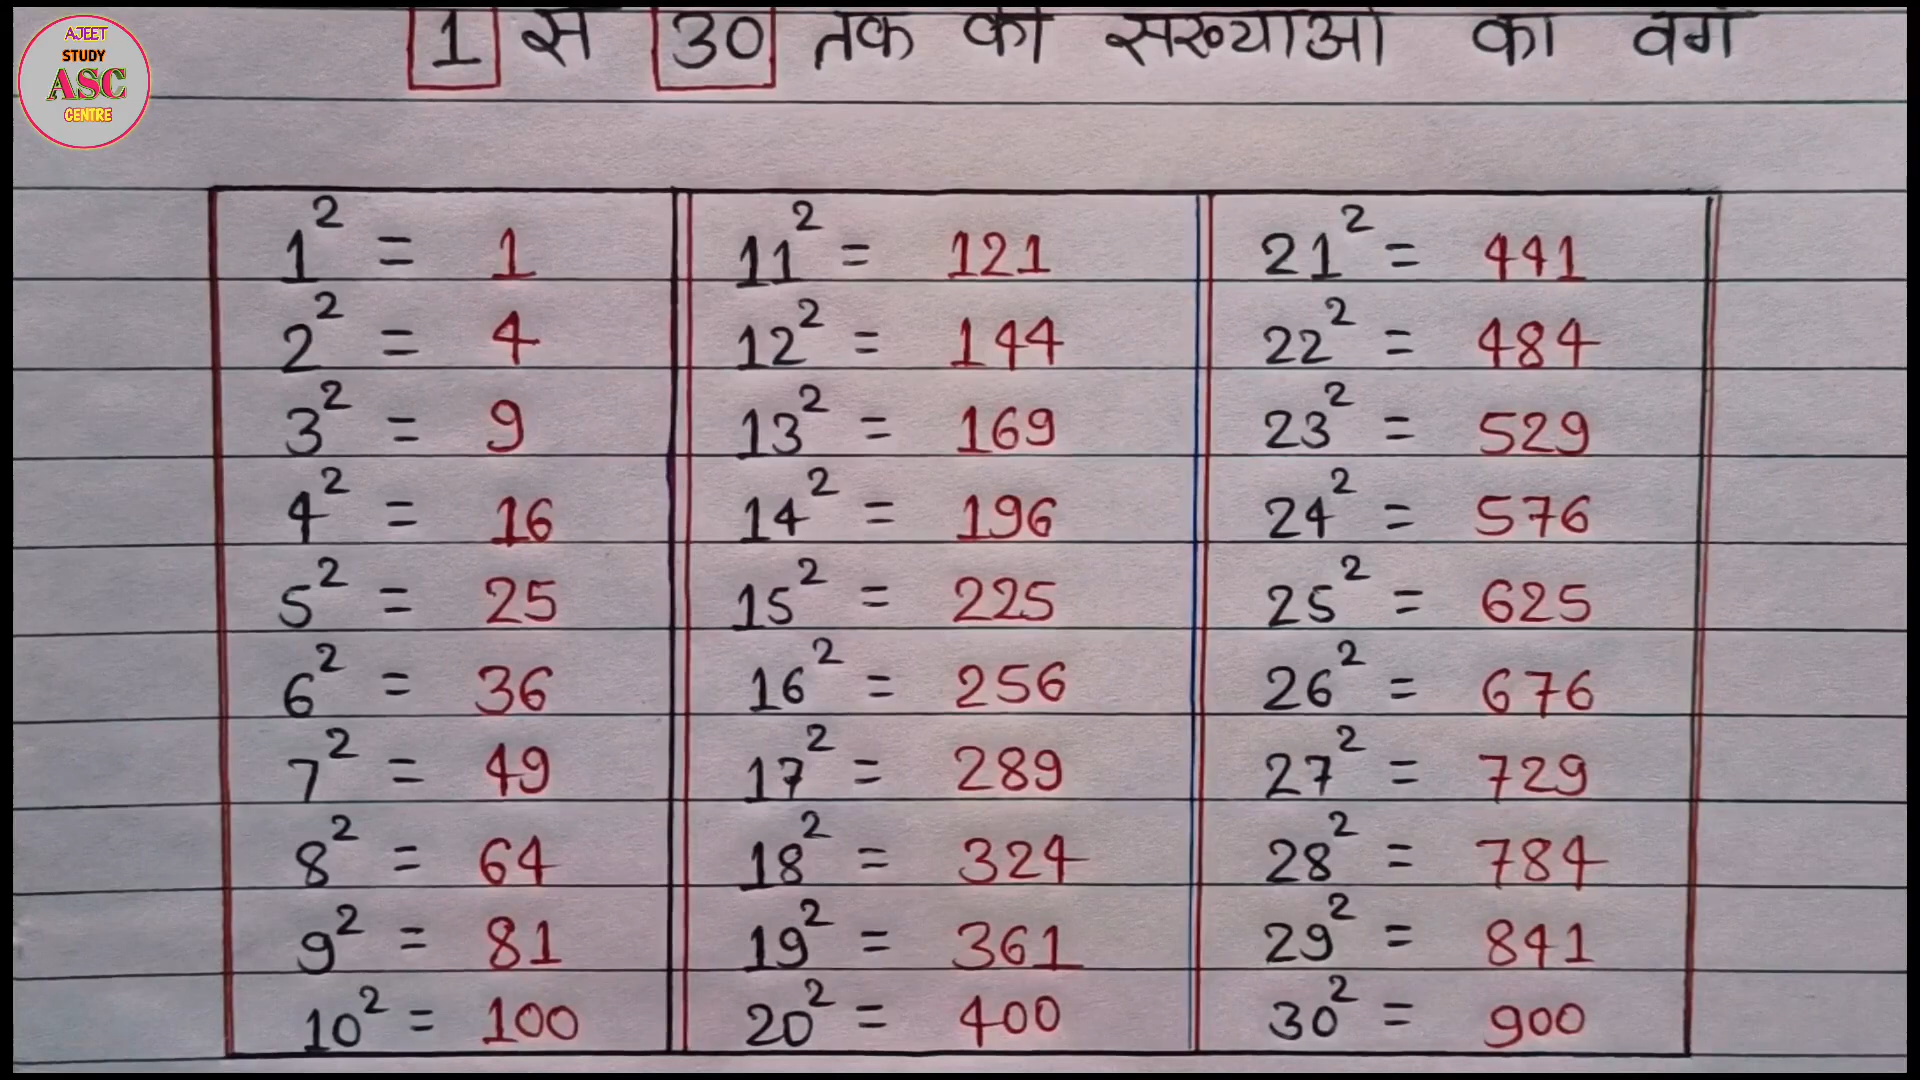 AJEET
STUDY
ASC
CENTRE
1 से 30 तक की संख्याओं का वर्ग
1² = 1 11² = 121 21² = 441
2² = 4 12² = 144 22² = 484
3² = 9 13² = 169 23² = 529
4² = 16 14² = 196 24² = 576
5² = 25 15² = 225 25² = 625
6² = 36 16² = 256 26² = 676
7² = 49 17² = 289 27² = 729
8² = 64 18² = 324 28² = 784
9² = 81 19² = 361 29² = 841
10² = 100 20² = 400 30² = 900